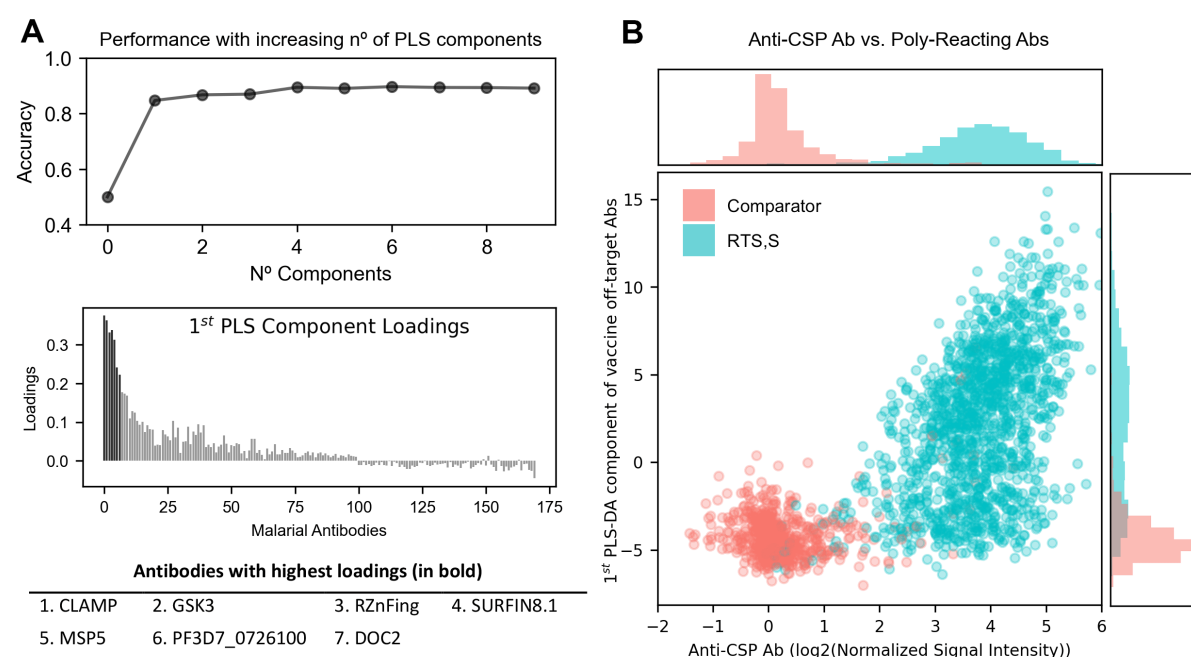 A
Performance with increasing nº of PLS components
1.0
0.8
0.6
0.4
Accuracy
0 2 4 6 8
Nº Components
1st PLS Component Loadings
0.3
0.2
0.1
0.0
Loadings
0 25 50 75 100 125 150 175
Malarial Antibodies
Antibodies with highest loadings (in bold)
1. CLAMP 2. GSK3 3. RZnFing 4. SURFIN8.1
5. MSP5 6. PF3D7_0726100 7. DOC2
B
Anti-CSP Ab vs. Poly-Reacting Abs
Comparator
RTS,S
15
10
5
0
−5
1st PLS-DA component of vaccine off-target Abs
−2 −1 0 1 2 3 4 5 6
Anti-CSP Ab (log2(Normalized Signal Intensity))